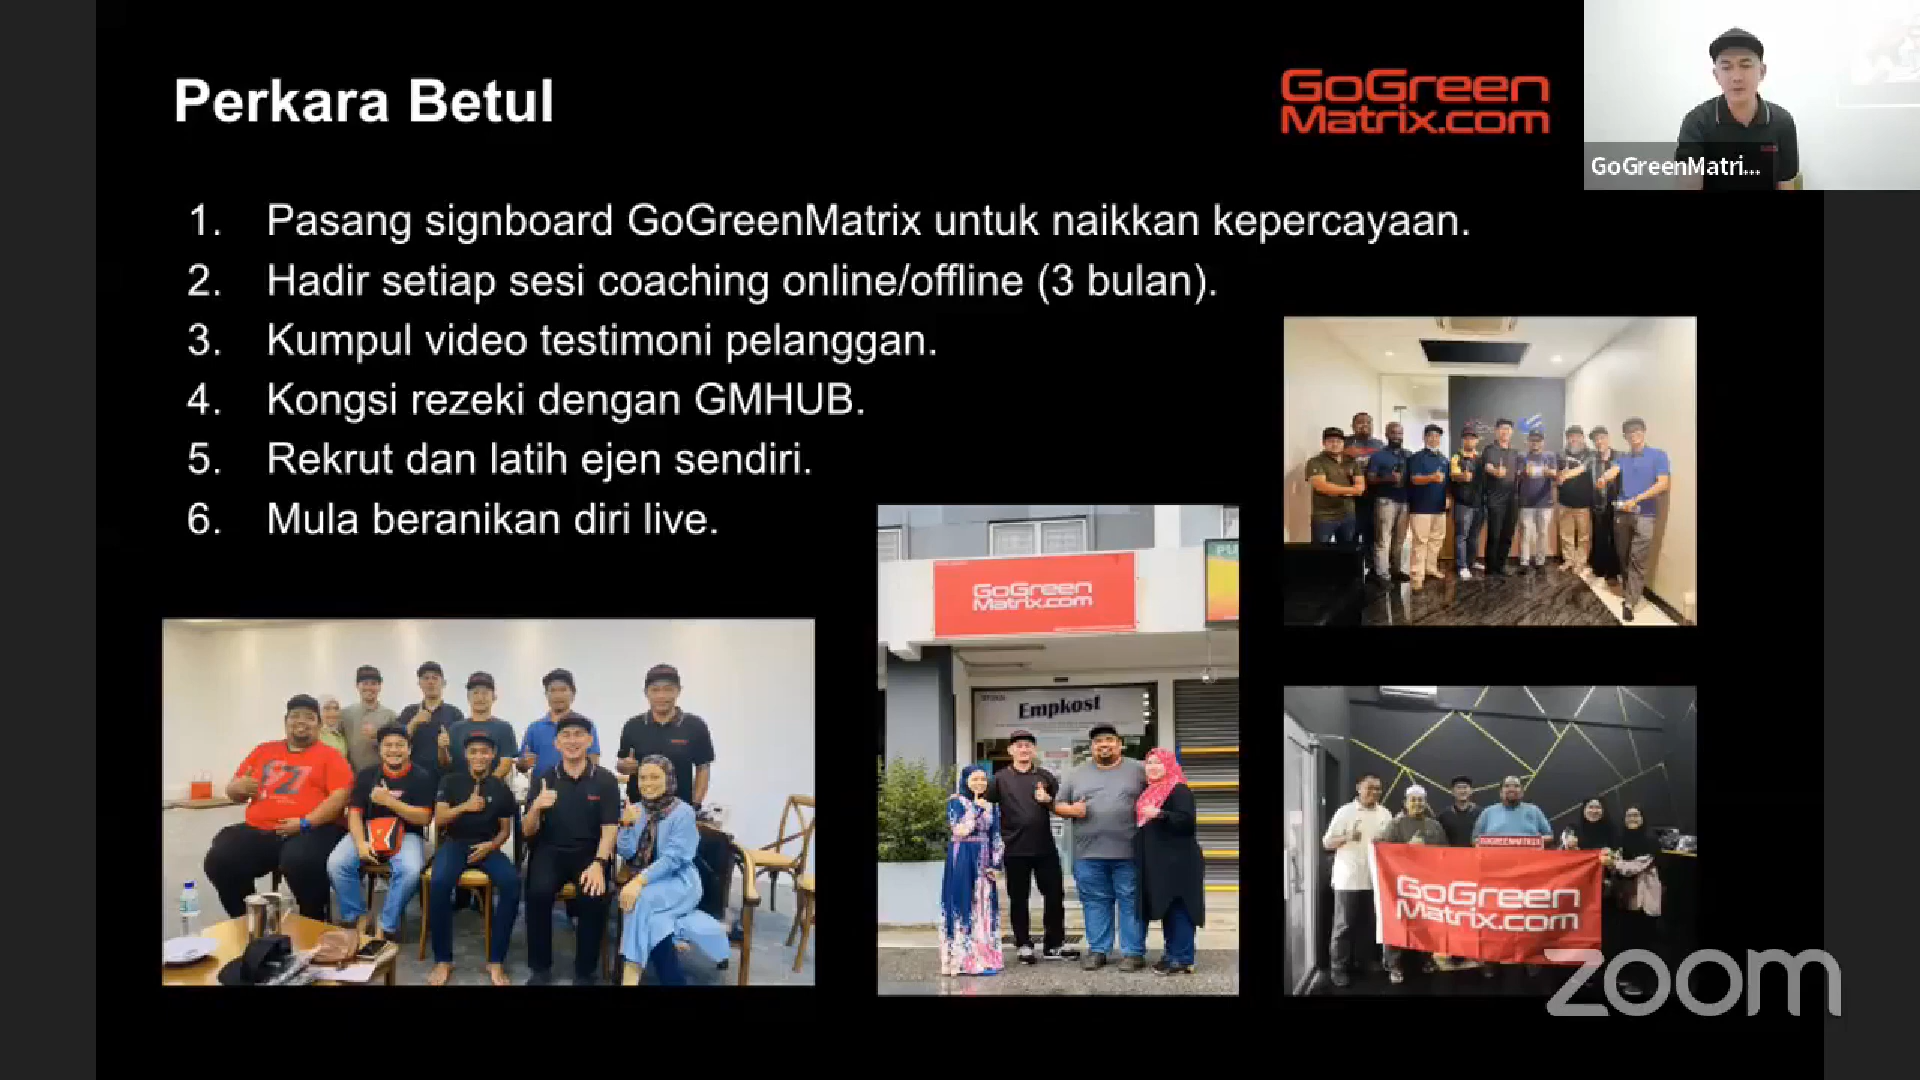 Perkara Betul
GoGreen
Matrix.com
GoGreenMatri...
1. Pasang signboard GoGreenMatrix untuk naikkan kepercayaan.
2. Hadir setiap sesi coaching online/offline (3 bulan).
3. Kumpul video testimoni pelanggan.
4. Kongsi rezeki dengan GMHUB.
5. Rekrut dan latih ejen sendiri.
6. Mula beranikan diri live.
GoGreen
Matrix.com
Empkost
GOGREENMATRIX
GoGreen
Matrix.com
zoom